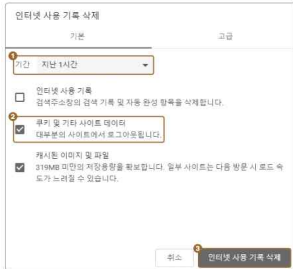 인터넷 사용 기록 삭제
기본 고급
1
기간 지난 1시간
인터넷 사용 기록
검색주소창의 검색 기록 및 자동 완성 항목을 삭제합니다.
2
쿠키 및 기타 사이트 데이터
대부분의 사이트에서 로그아웃됩니다.
캐시된 이미지 및 파일
319MB 미만의 저장용량을 확보합니다. 일부 사이트는 다음 방문 시 로드 속
도가 느려질 수 있습니다.
3
취소 인터넷 사용 기록 삭제